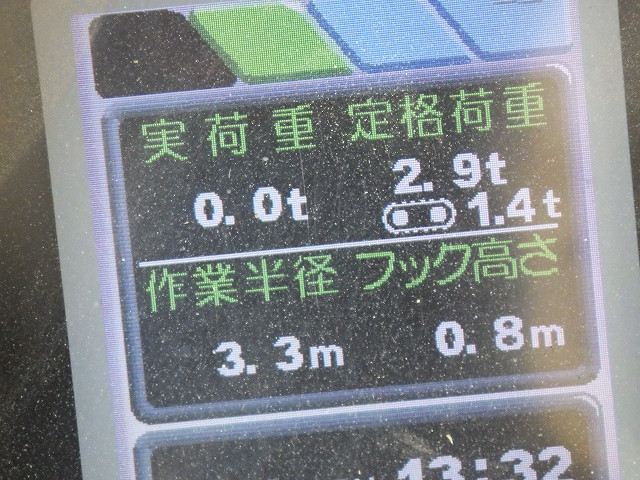 実荷重 定格荷重
0.0t 2.9t
1.4t
作業半径 フック高さ
3.3m 0.8m
13:32